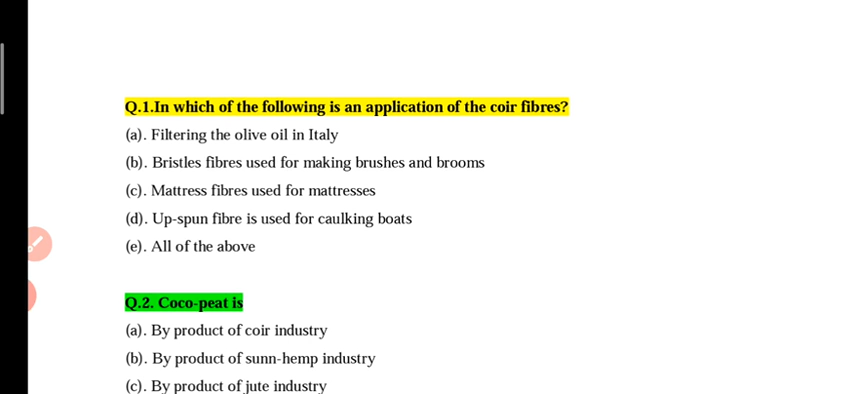 Q.1.In which of the following is an application of the coir fibres?
(a). Filtering the olive oil in Italy
(b). Bristles fibres used for making brushes and brooms
(c). Mattress fibres used for mattresses
(d). Up-spun fibre is used for caulking boats
(e). All of the above
Q.2. Coco-peat is
(a). By product of coir industry
(b). By product of sunn-hemp industry
(c). By product of jute industry